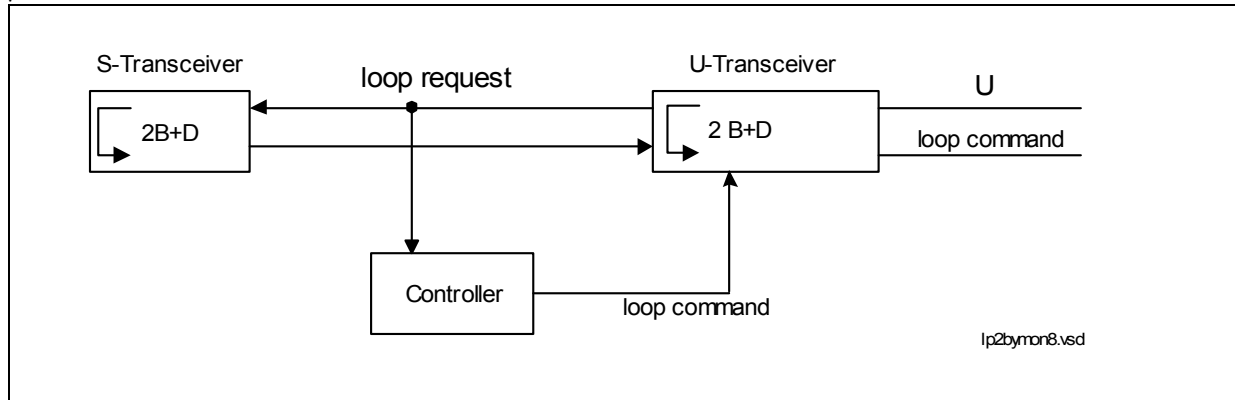 S-Transceiver
loop request
U-Transceiver
U
2B+D
2 B+D
loop command
Controller
loop command
lp2bymon8.vsd